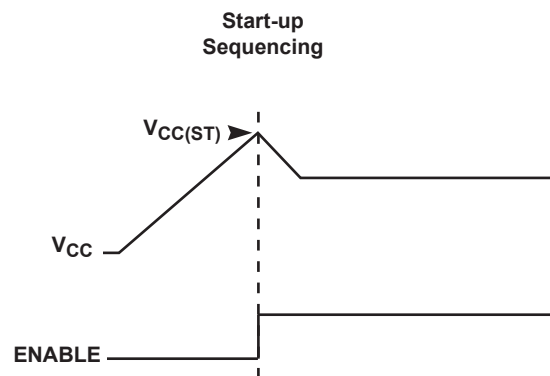 Start-up
Sequencing
VCC(ST)
VCC
ENABLE